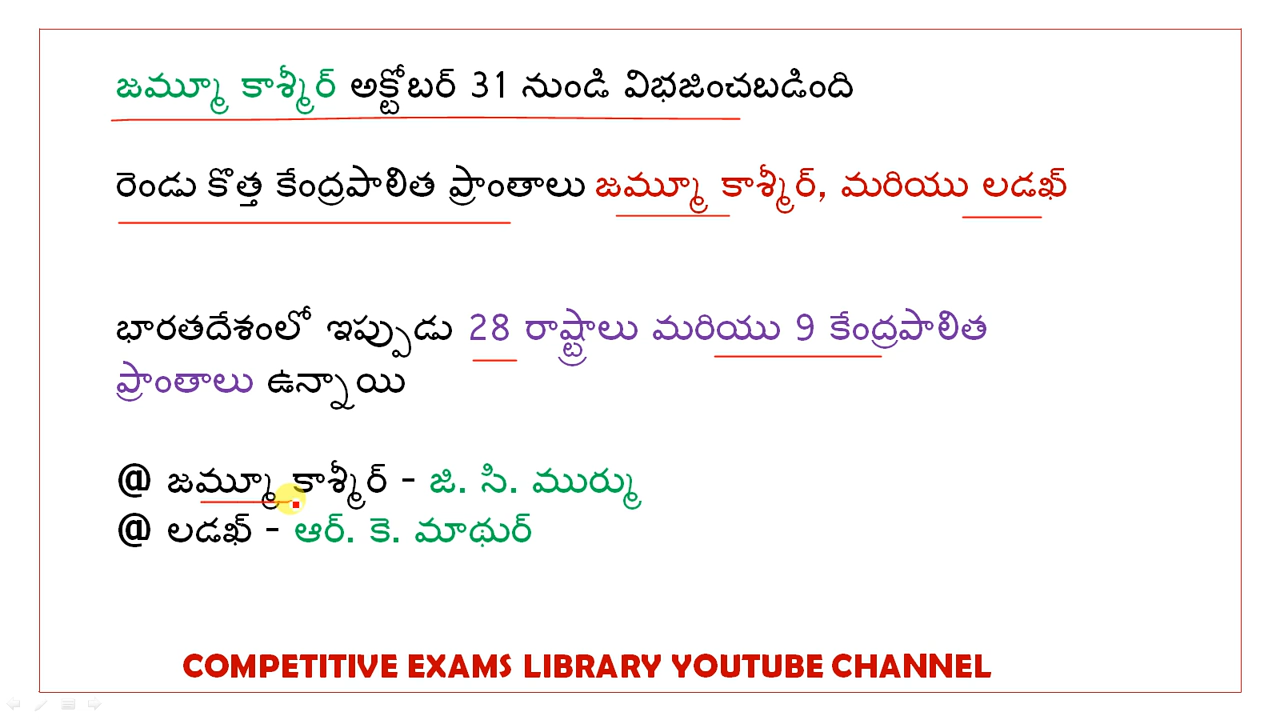 జమ్మూ కాశ్మీర్ అక్టోబర్ 31 నుండి విభజించబడింది
రెండు కొత్త కేంద్రపాలిత ప్రాంతాలు జమ్మూ కాశ్మీర్, మరియు లడఖ్
భారతదేశంలో ఇప్పుడు 28 రాష్ట్రాలు మరియు 9 కేంద్రపాలిత
ప్రాంతాలు ఉన్నాయి
@ జమ్మూ కాశ్మీర్ - జి. సి. ముర్ము
@ లడఖ్ - ఆర్. కె. మాథుర్
COMPETITIVE EXAMS LIBRARY YOUTUBE CHANNEL